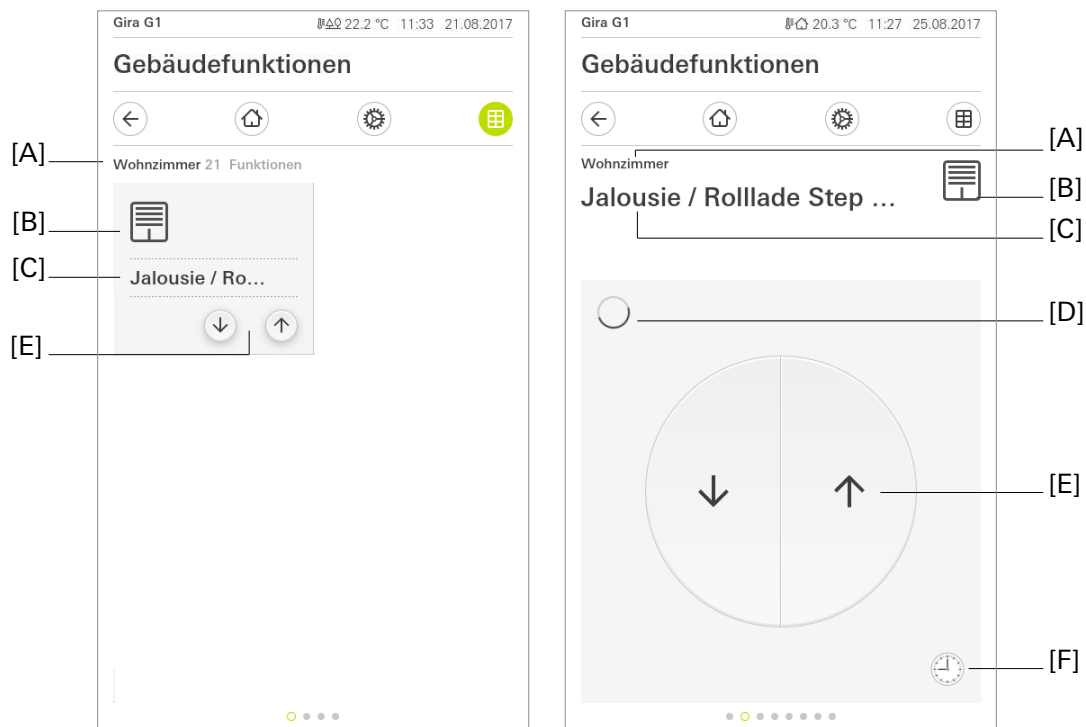 Gira G1 22.2 °C 11:33 21.08.2017
Gebäudefunktionen
[A] Wohnzimmer 21 Funktionen
[B]
[C] Jalousie / Ro...
[E]
Gira G1 20.3 °C 11:27 25.08.2017
Gebäudefunktionen
[A]
Wohnzimmer
[B]
Jalousie / Rolllade Step ...
[C]
[D]
[E]
[F]